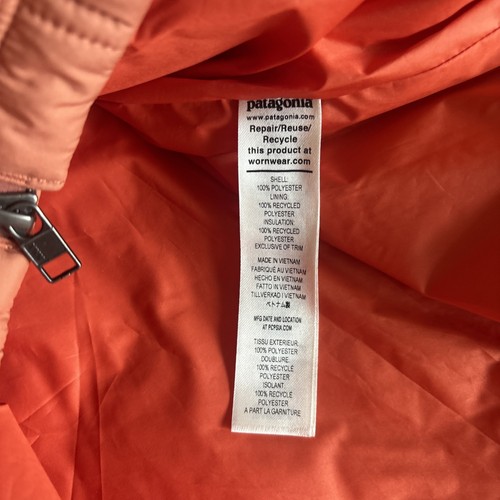 patagonia
www.patagonia.com
Repair/Reuse/
Recycle
this product at
wornwear.com
SHELL:
100% POLYESTER
LINING:
100% RECYCLED
POLYESTER
INSULATION:
100% RECYCLED
POLYESTER
EXCLUSIVE OF TRIM
MADE IN VIETNAM
FABRIQUÉ AU VIETNAM
HECHO EN VIETNAM
FATTO IN VIETNAM
TILLVERKAD I VIETNAM
ベトナム製
MFG DATE AND LOCATION
AT PCPSIA.COM
TISSU EXTERIEUR:
100% POLYESTER
DOUBLURE:
100% RECYCLE
POLYESTER
ISOLANT:
100% RECYCLE
POLYESTER
A PART LA GARNITURE